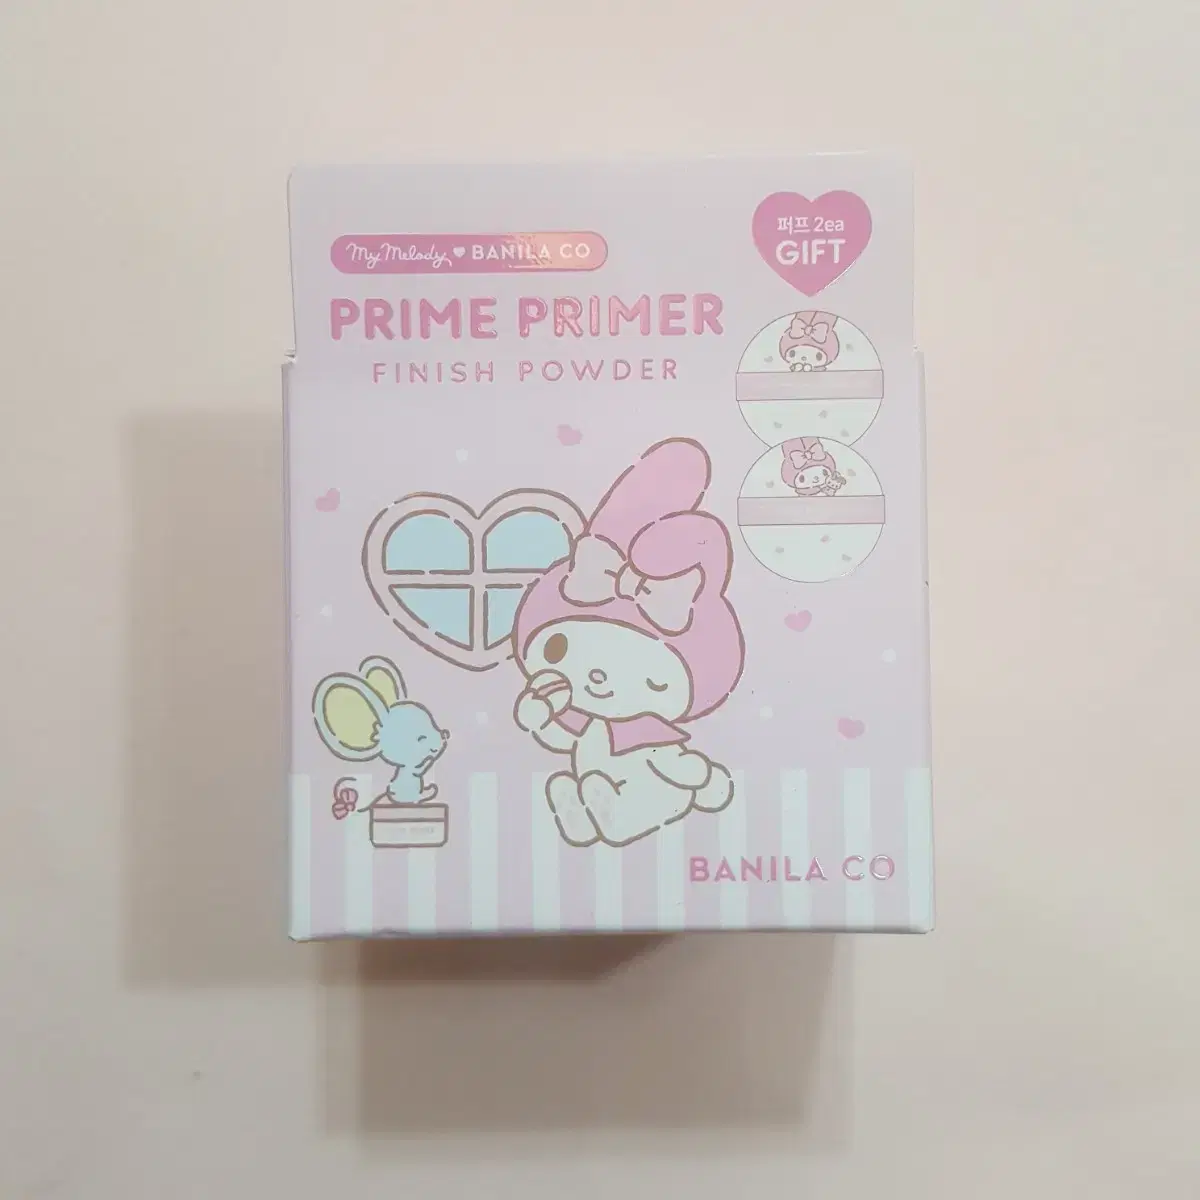 My Melody ♥ BANILA CO
퍼프 2ea
GIFT
PRIME PRIMER
FINISH POWDER
BANILA CO